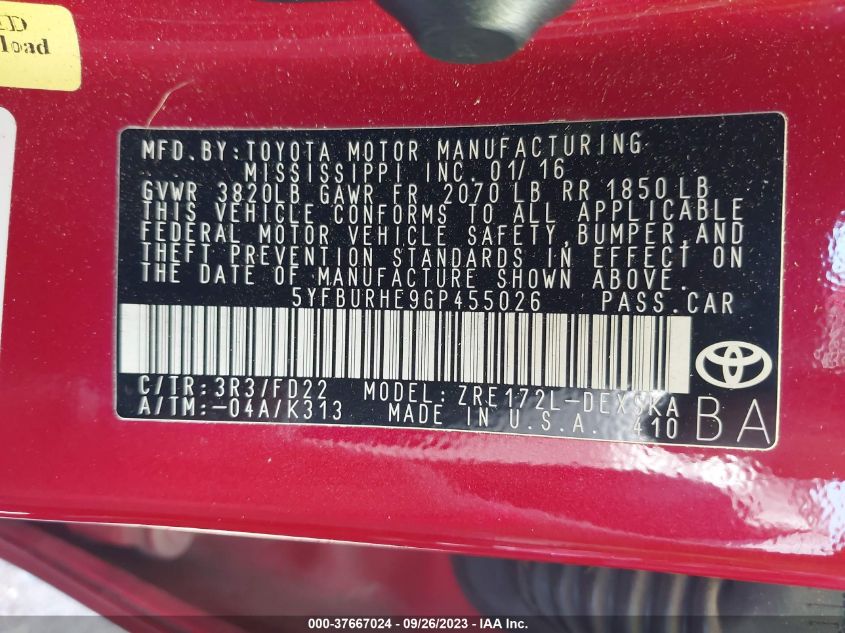 load
MFD.BY:TOYOTA MOTOR MANUFACTURING
MISSISSIPPI INC. 01/16
GVWR 3820LB GAWR FR 2070 LB RR 1850LB
THIS VEHICLE CONFORMS TO ALL APPLICABLE
FEDERAL MOTOR VEHICLE SAFETY, BUMPER, AND
THEFT PREVENTION STANDARDS IN EFFECT ON
THE DATE OF MANUFACTURE SHOWN ABOVE.
5YFBURHE9GP455026 PASS.CAR
C/TR:3R3/FD22 MODEL: ZRE172L-DEXSKA
A/TM:-04A/K313 MADE IN U.S.A. 410 BA
000-37667024 | 09/26/2023 | IAA Inc.